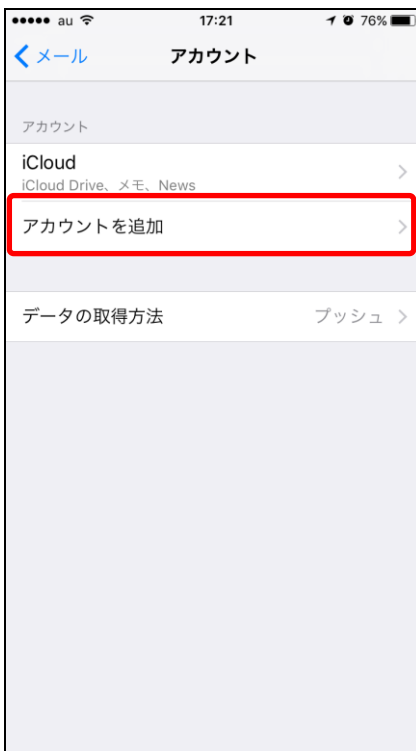 au 17:21 76%
メール アカウント
アカウント
iCloud
iCloud Drive、メモ、News
アカウントを追加
データの取得方法 プッシュ